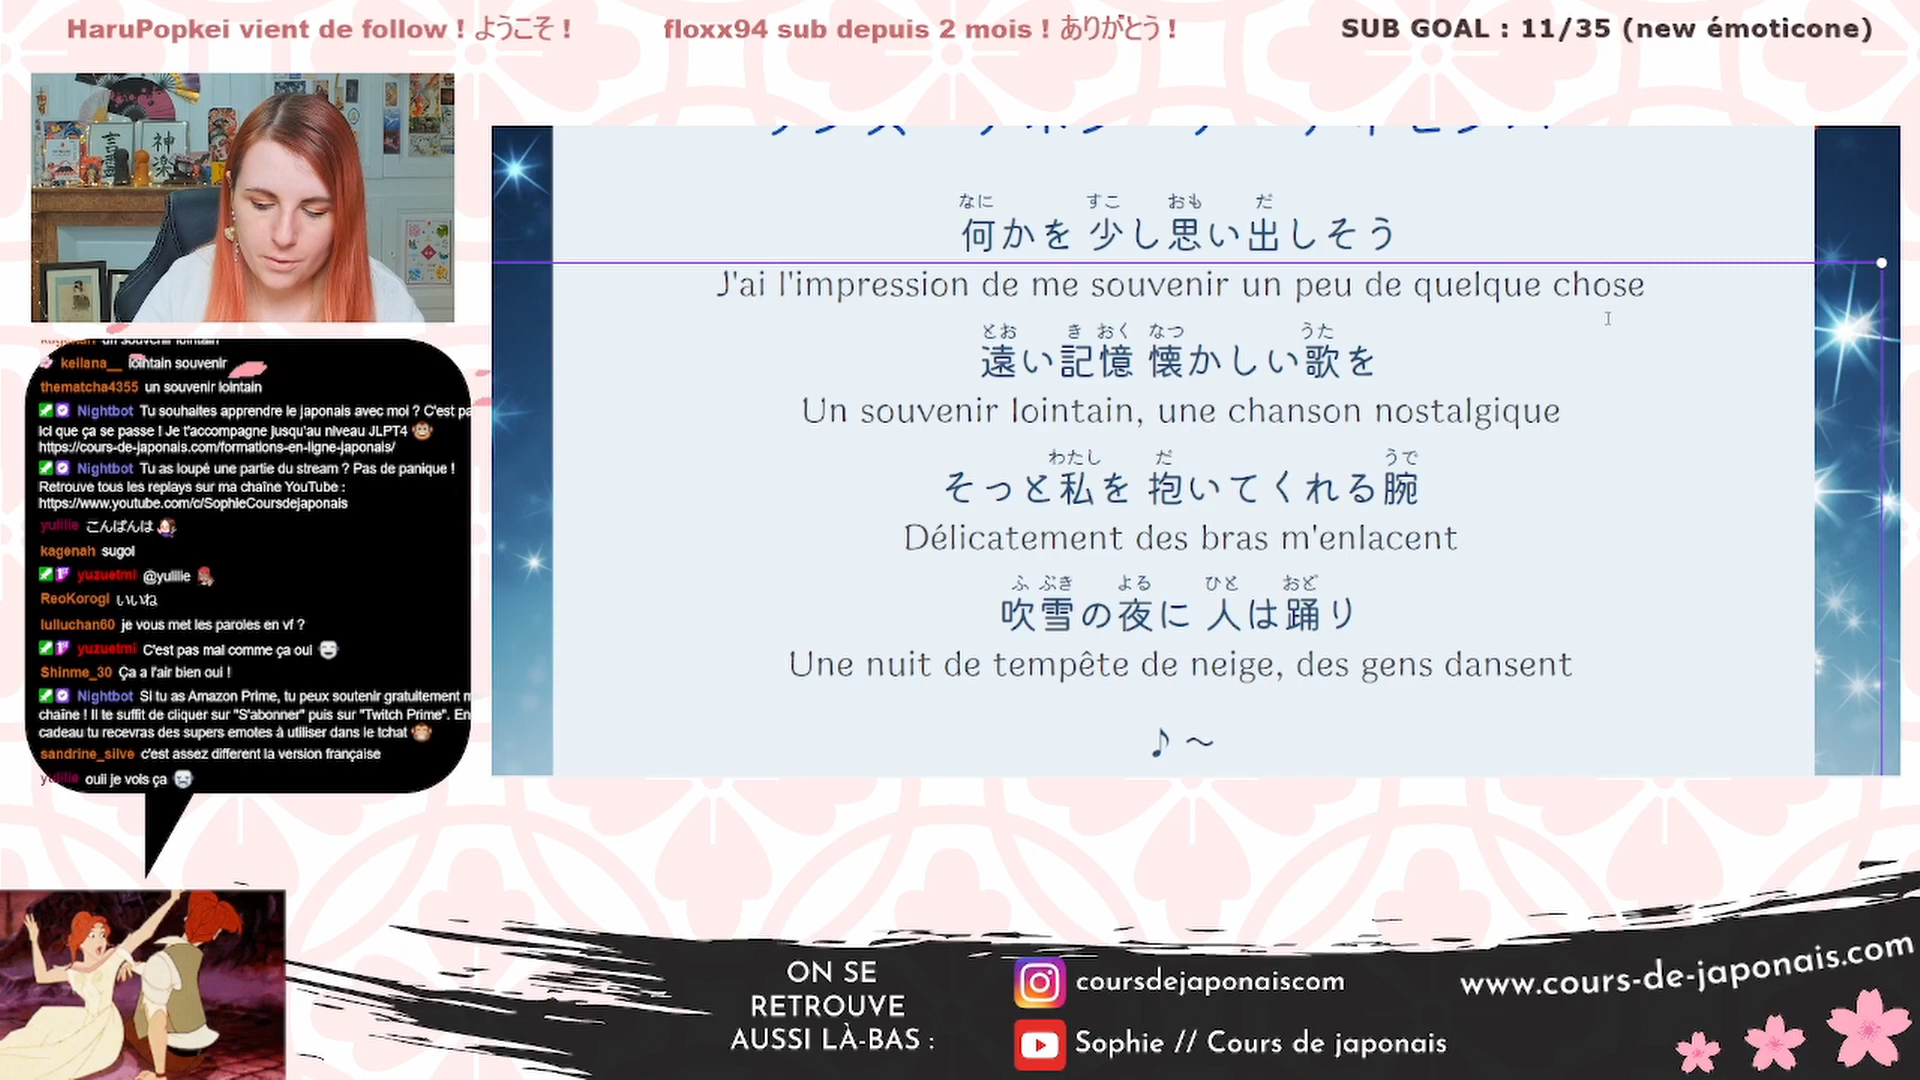 HaruPopkei vient de follow ! ようこそ !
floxx94 sub depuis 2 mois ! ありがとう !
SUB GOAL : 11/35 (new émoticone)
言霊
神楽
なに すこ おも だ
何かを 少し思い出しそう
J'ai l'impression de me souvenir un peu de quelque chose
とお き おく なつ うた
遠い記憶 懐かしい歌を
Un souvenir lointain, une chanson nostalgique
わたし だ うで
そっと私を 抱いてくれる腕
Délicatement des bras m'enlacent
ふ ぶき よる ひと おど
吹雪の夜に 人は踊り
Une nuit de tempête de neige, des gens dansent
♪ ～
kagenah un souvenir lointain
keilana__ lointain souvenir
thematcha4355 un souvenir lointain
Nightbot Tu souhaites apprendre le japonais avec moi ? C'est pa
ici que ça se passe ! Je t'accompagne jusqu'au niveau JLPT4
https://cours-de-japonais.com/formations-en-ligne-japonais/
Nightbot Tu as loupé une partie du stream ? Pas de panique !
Retrouve tous les replays sur ma chaîne YouTube :
https://www.youtube.com/c/SophieCoursdejaponais
yulilie こんばんは
kagenah sugoi
yuzuetmi @yulilie
ReoKorogi いいね
lulluchan60 je vous met les paroles en vf ?
yuzuetmi C'est pas mal comme ça oui
Shinme_30 Ça a l'air bien oui !
Nightbot Si tu as Amazon Prime, tu peux soutenir gratuitement m
chaîne ! Il te suffit de cliquer sur "S'abonner" puis sur "Twitch Prime". En
cadeau tu recevras des supers emotes à utiliser dans le tchat
sandrine_silve c'est assez different la version française
yulilie ouii je vois ça
ON SE
RETROUVE
AUSSI LÀ-BAS :
coursdejaponaiscom
Sophie // Cours de japonais
www.cours-de-japonais.com